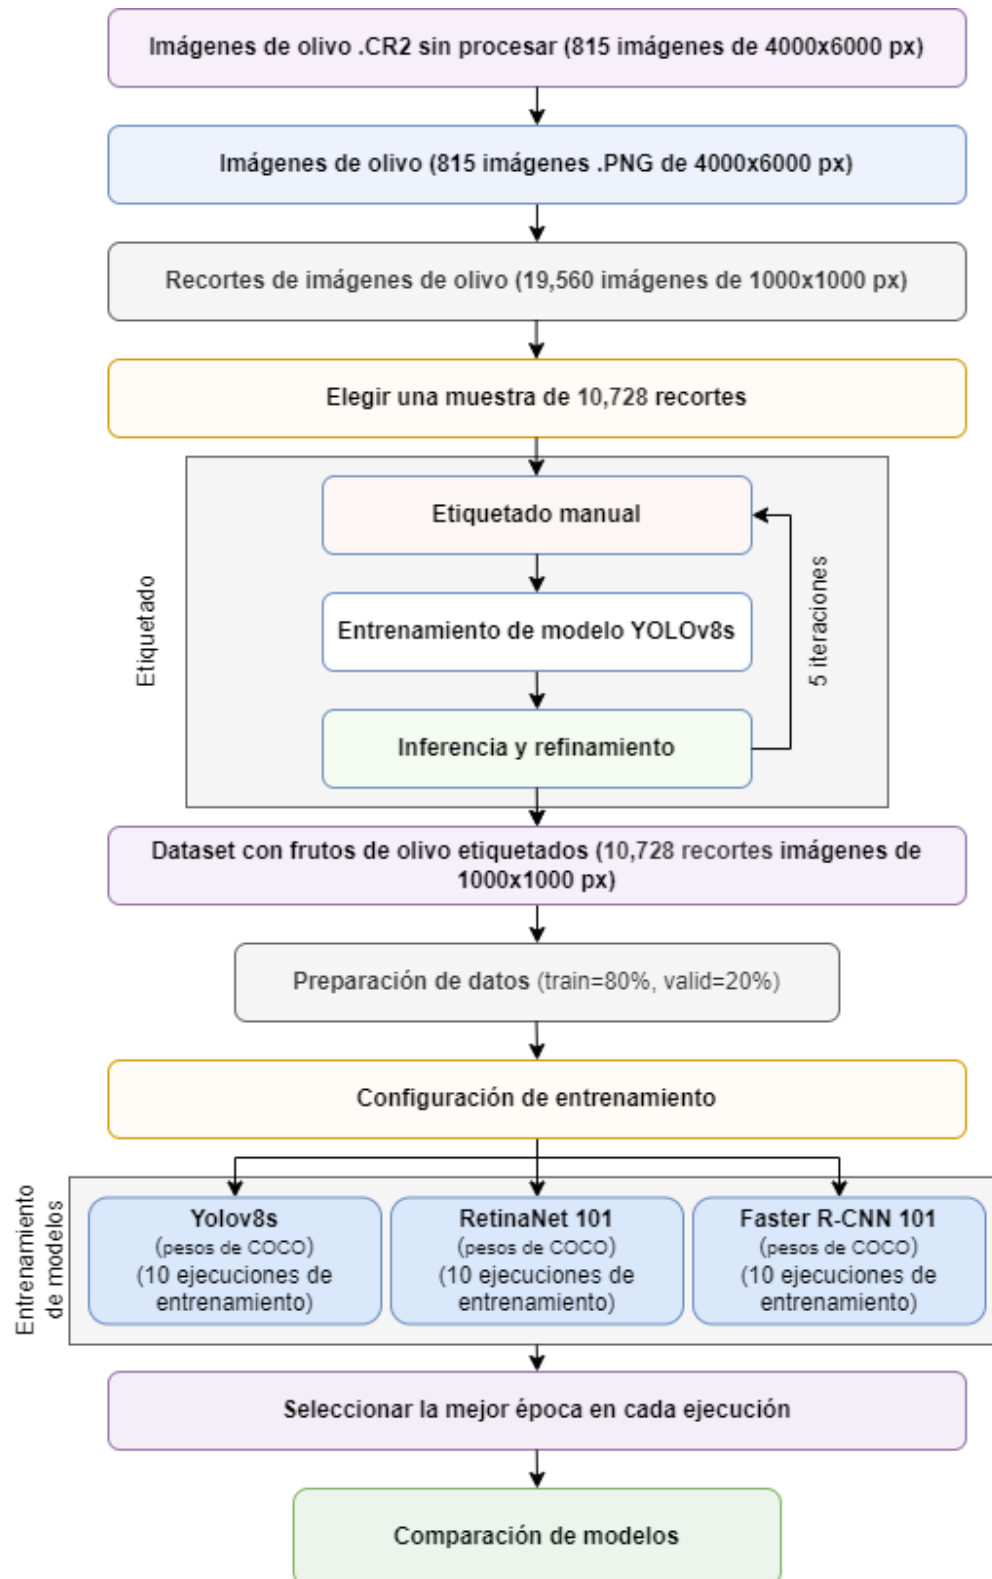 Imágenes de olivo .CR2 sin procesar (815 imágenes de 4000x6000 px)
Imágenes de olivo (815 imágenes .PNG de 4000x6000 px)
Recortes de imágenes de olivo (19,560 imágenes de 1000x1000 px)
Elegir una muestra de 10,728 recortes
Etiquetado
Etiquetado manual
Entrenamiento de modelo YOLOv8s
Inferencia y refinamiento
5 iteraciones
Dataset con frutos de olivo etiquetados (10,728 recortes imágenes de
1000x1000 px)
Preparación de datos (train=80%, valid=20%)
Configuración de entrenamiento
Entrenamiento
de modelos
Yolov8s
(pesos de COCO)
(10 ejecuciones de
entrenamiento)
RetinaNet 101
(pesos de COCO)
(10 ejecuciones de
entrenamiento)
Faster R-CNN 101
(pesos de COCO)
(10 ejecuciones de
entrenamiento)
Seleccionar la mejor época en cada ejecución
Comparación de modelos